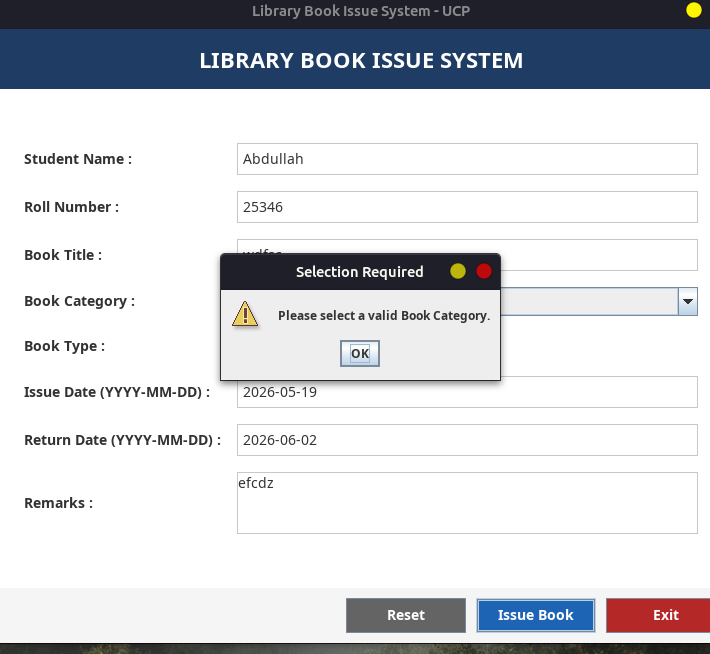 Library Book Issue System - UCP
LIBRARY BOOK ISSUE SYSTEM
Student Name :
Abdullah
Roll Number :
25346
Book Title :
Book Category :
Selection Required
Please select a valid Book Category.
OK
Book Type :
Issue Date (YYYY-MM-DD) :
2026-05-19
Return Date (YYYY-MM-DD) :
2026-06-02
Remarks :
efcdz
Reset
Issue Book
Exit